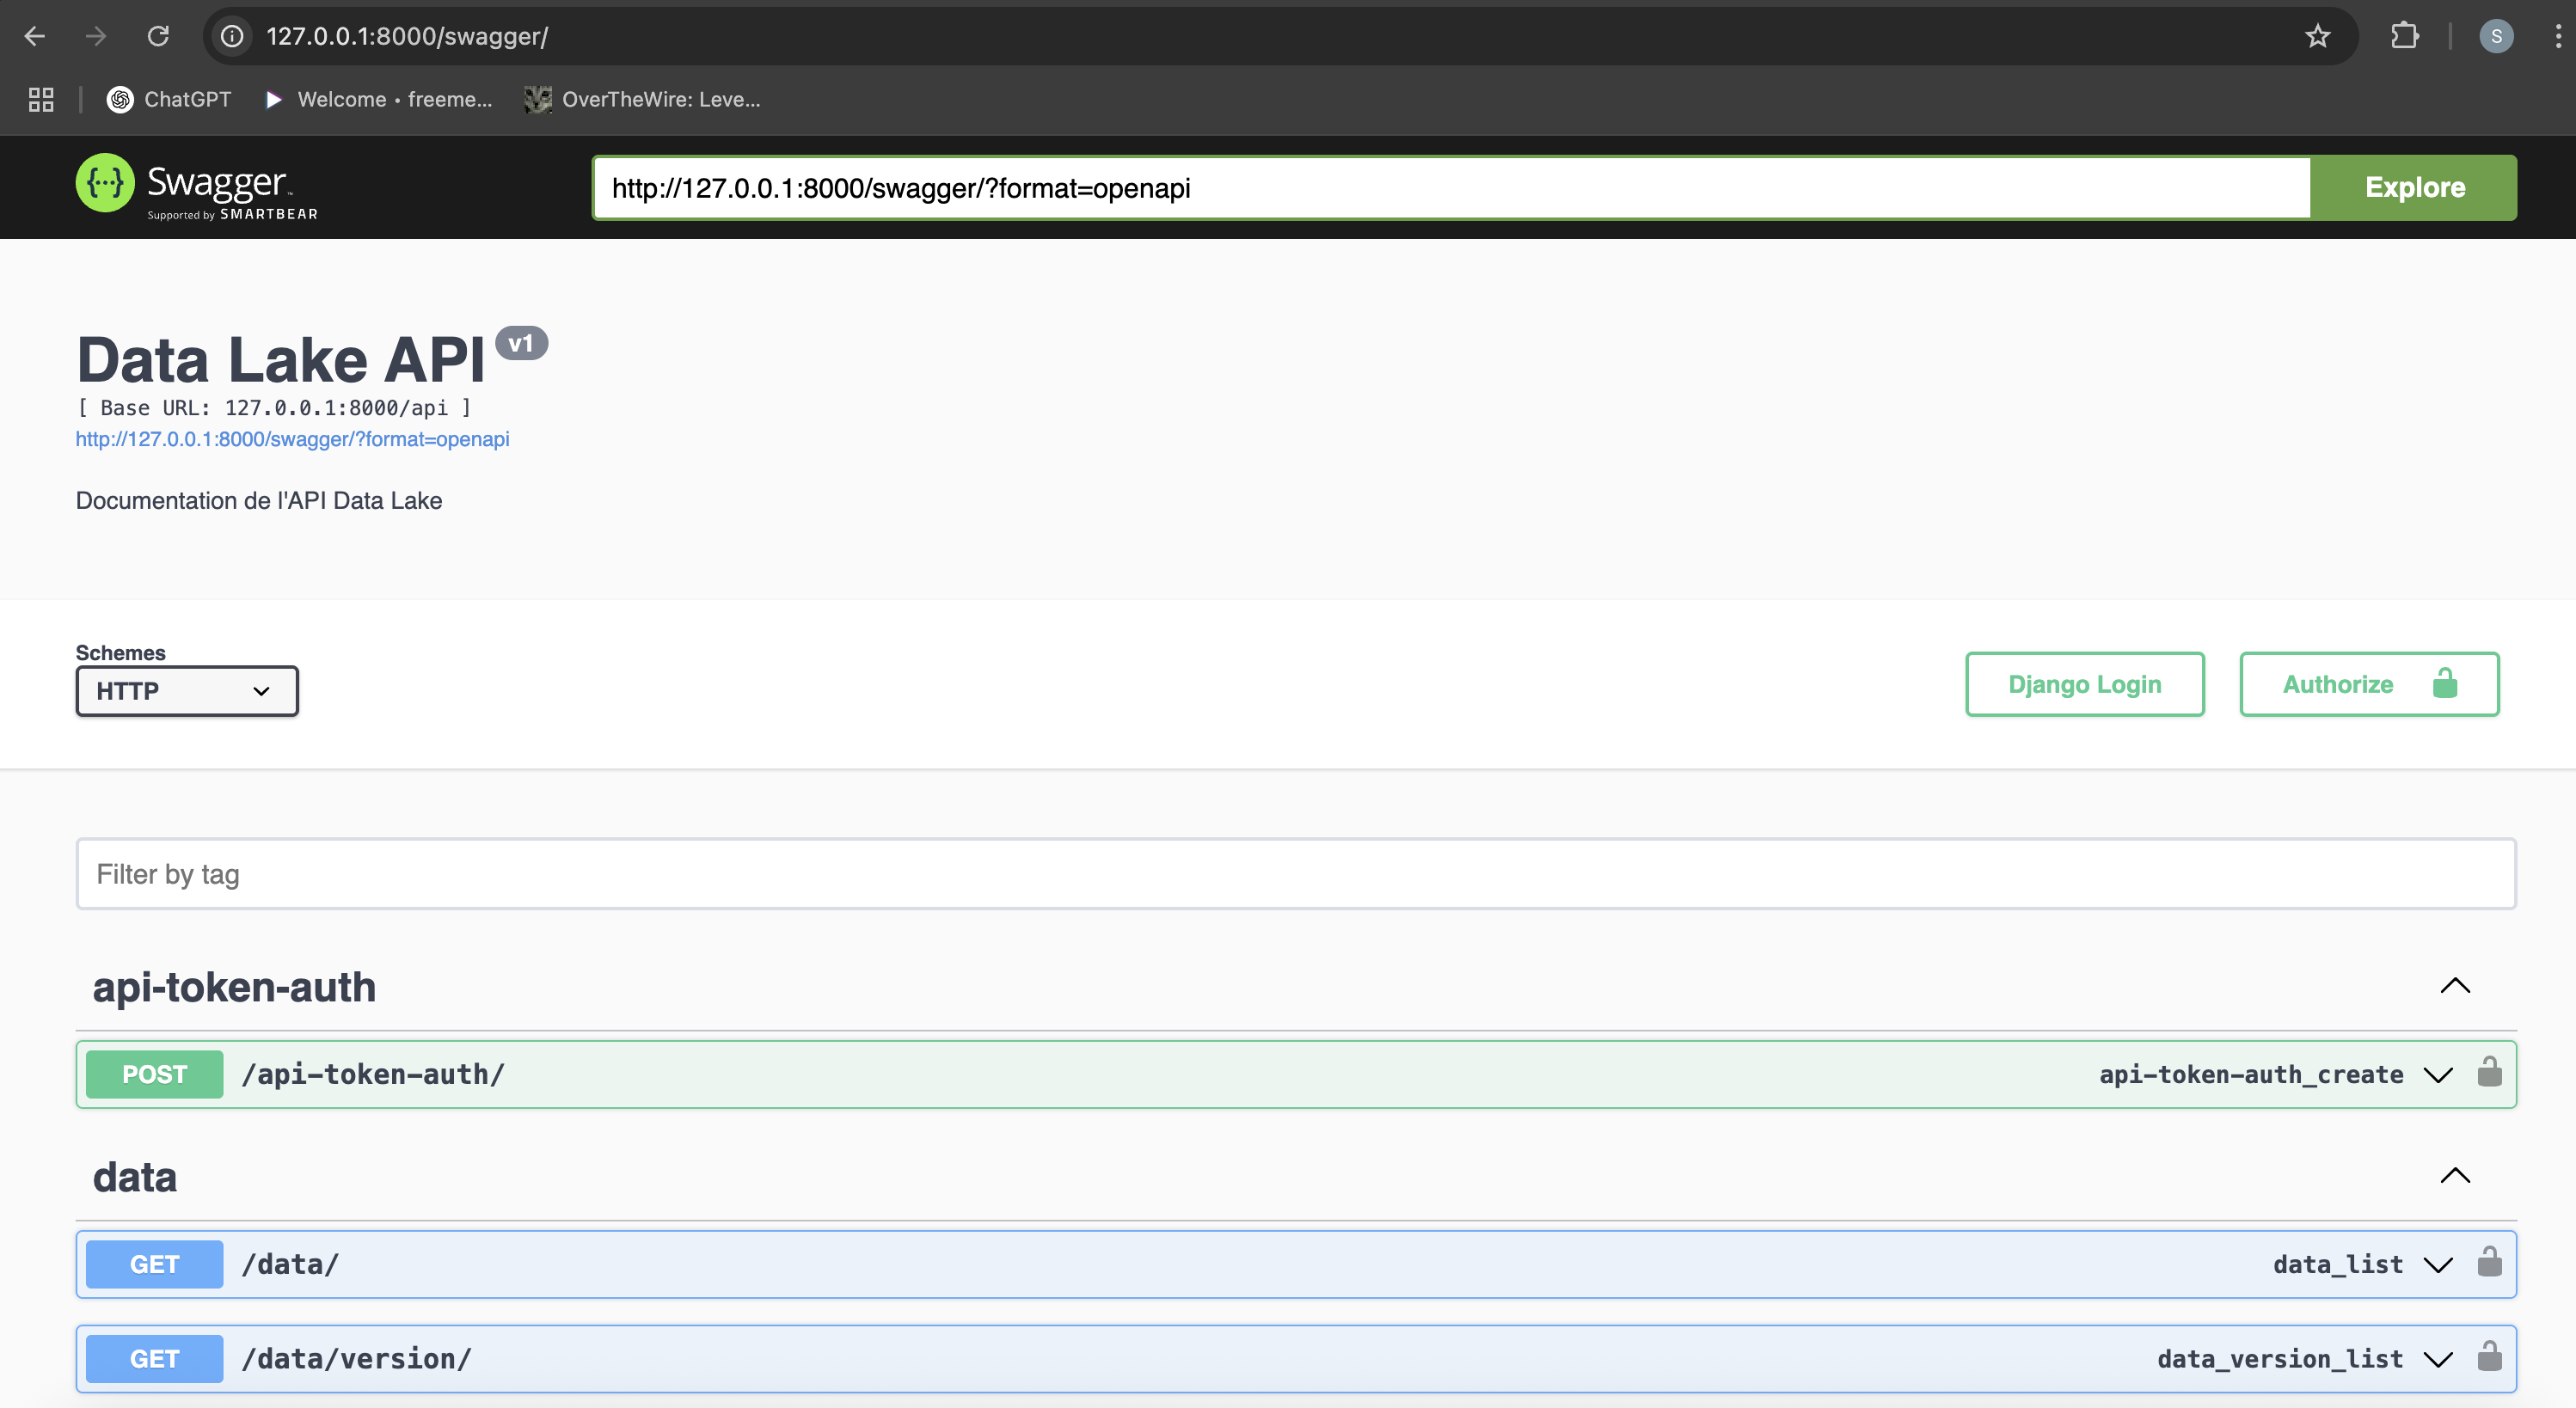 127.0.0.1:8000/swagger/
S
ChatGPT
Welcome • freeme...
OverTheWire: Leve...
{···} Swagger™
Supported by SMARTBEAR
http://127.0.0.1:8000/swagger/?format=openapi
Explore
Data Lake API v1
[ Base URL: 127.0.0.1:8000/api ]
http://127.0.0.1:8000/swagger/?format=openapi
Documentation de l'API Data Lake
Schemes
HTTP
Django Login
Authorize
Filter by tag
api-token-auth
POST /api-token-auth/ api-token-auth_create
data
GET /data/ data_list
GET /data/version/ data_version_list